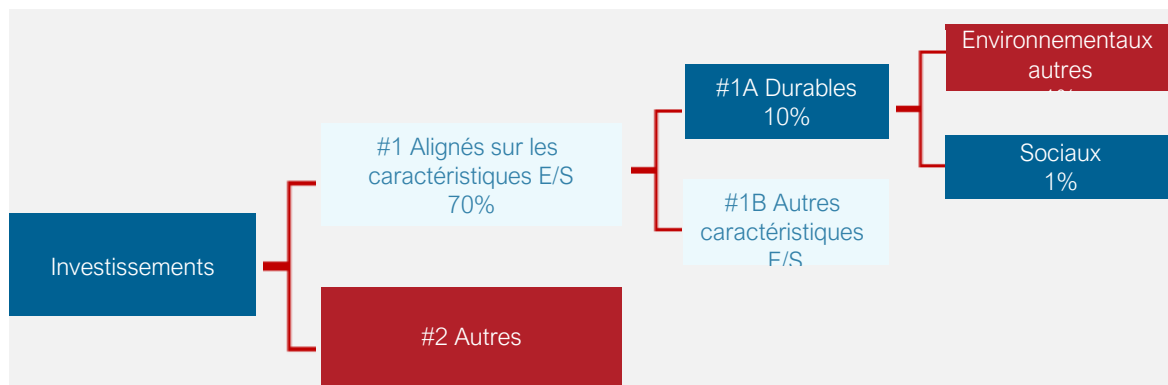 Investissements
#1 Alignés sur les
caractéristiques E/S
70%
#2 Autres
#1A Durables
10%
#1B Autres
caractéristiques
E/S
Environnementaux
autres
Sociaux
1%